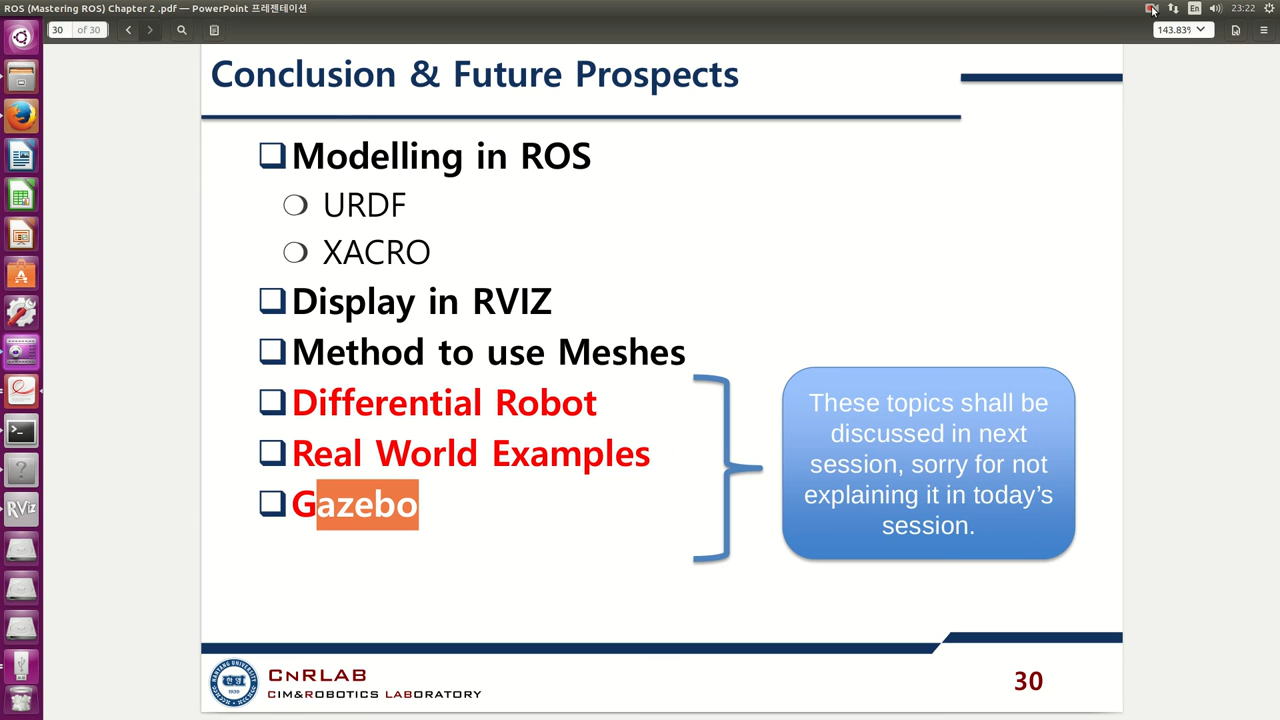 ROS (Mastering ROS) Chapter 2 .pdf — PowerPoint 프레젠테이션
En
23:22
30 of 30
143.83%
Conclusion & Future Prospects
Modelling in ROS
URDF
XACRO
Display in RVIZ
Method to use Meshes
Differential Robot
Real World Examples
Gazebo
These topics shall be
discussed in next
session, sorry for not
explaining it in today's
session.
RViz
CNRLAB
CIM&ROBOTICS LABORATORY
30